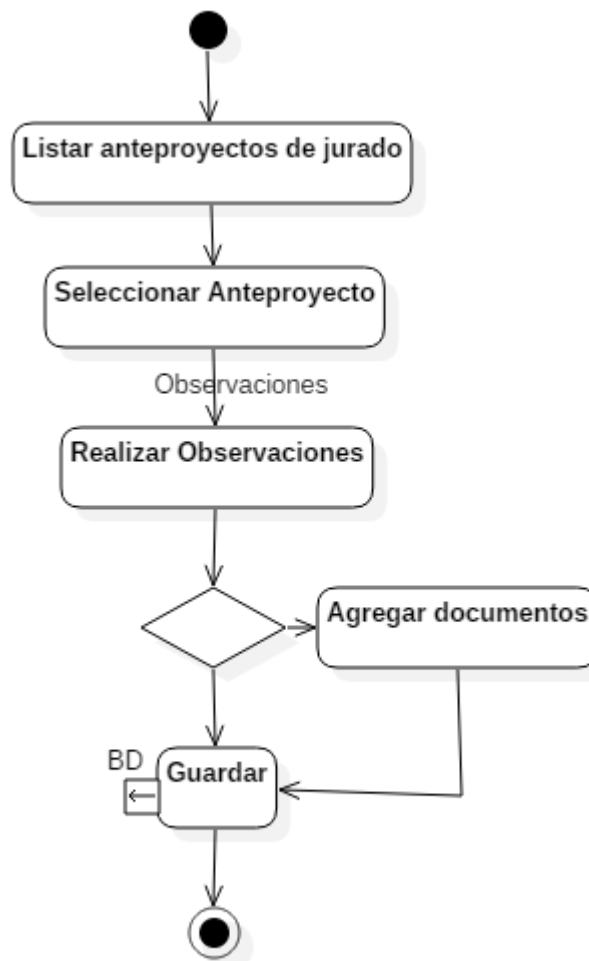 Listar anteproyectos de jurado
Seleccionar Anteproyecto
Observaciones
Realizar Observaciones
Agregar documentos
BD
Guardar